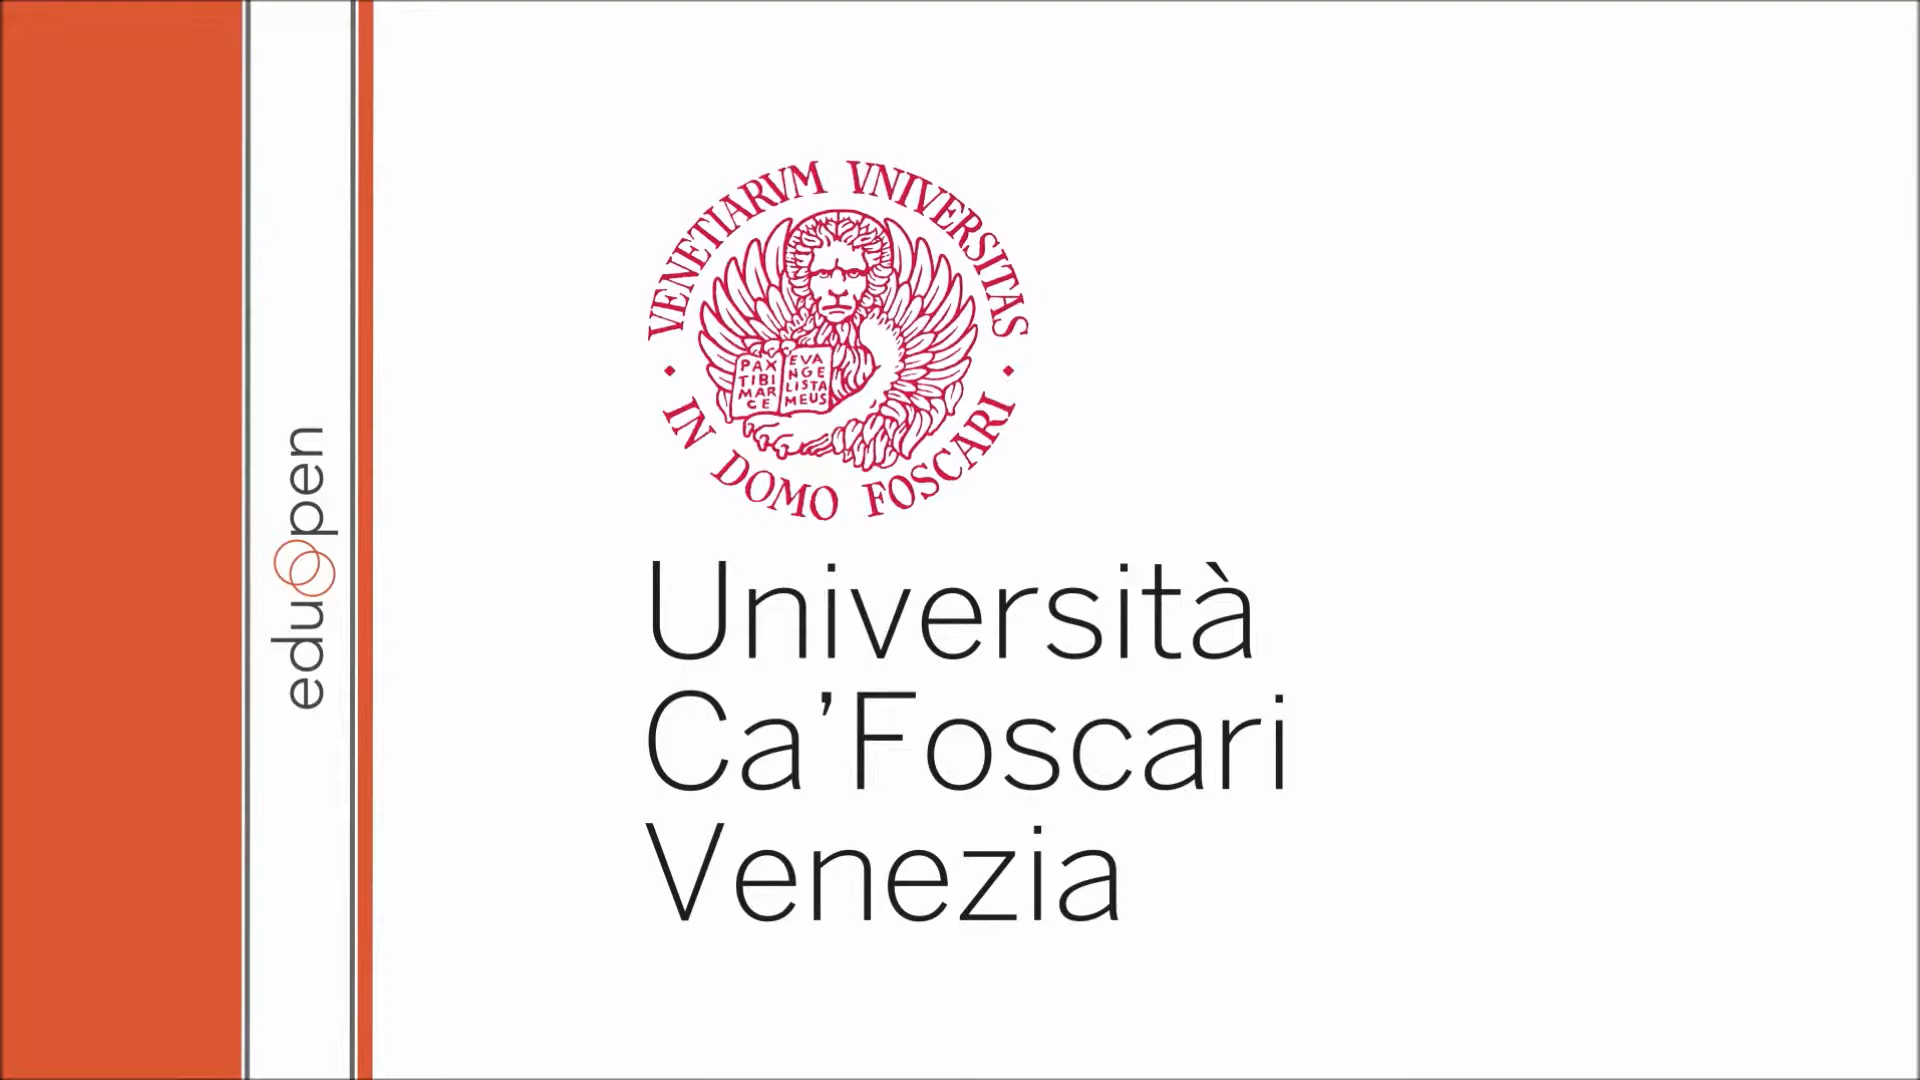 eduopen
VENETIARVM VNIVERSITAS
IN DOMO FOSCARI
PAX
TIBI
MAR
CE
EVA
NGE
LISTA
MEUS
Università
Ca’Foscari
Venezia